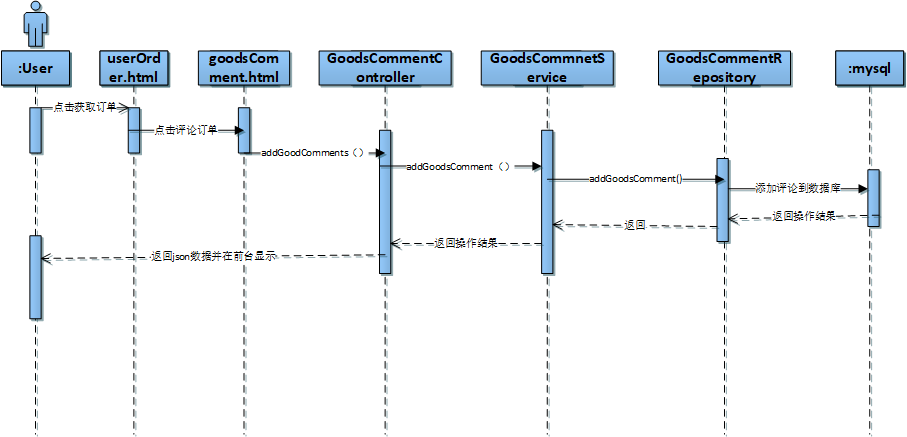 :User
userOrd
er.html
goodsCom
ment.html
GoodsCommentC
ontroller
GoodsCommnetS
ervice
GoodsCommentR
epository
:mysql
点击获取订单
点击评论订单
addGoodComments（）
addGoodsComment（）
addGoodsComment()
添加评论到数据库
返回操作结果
返回
返回操作结果
返回json数据并在前台显示